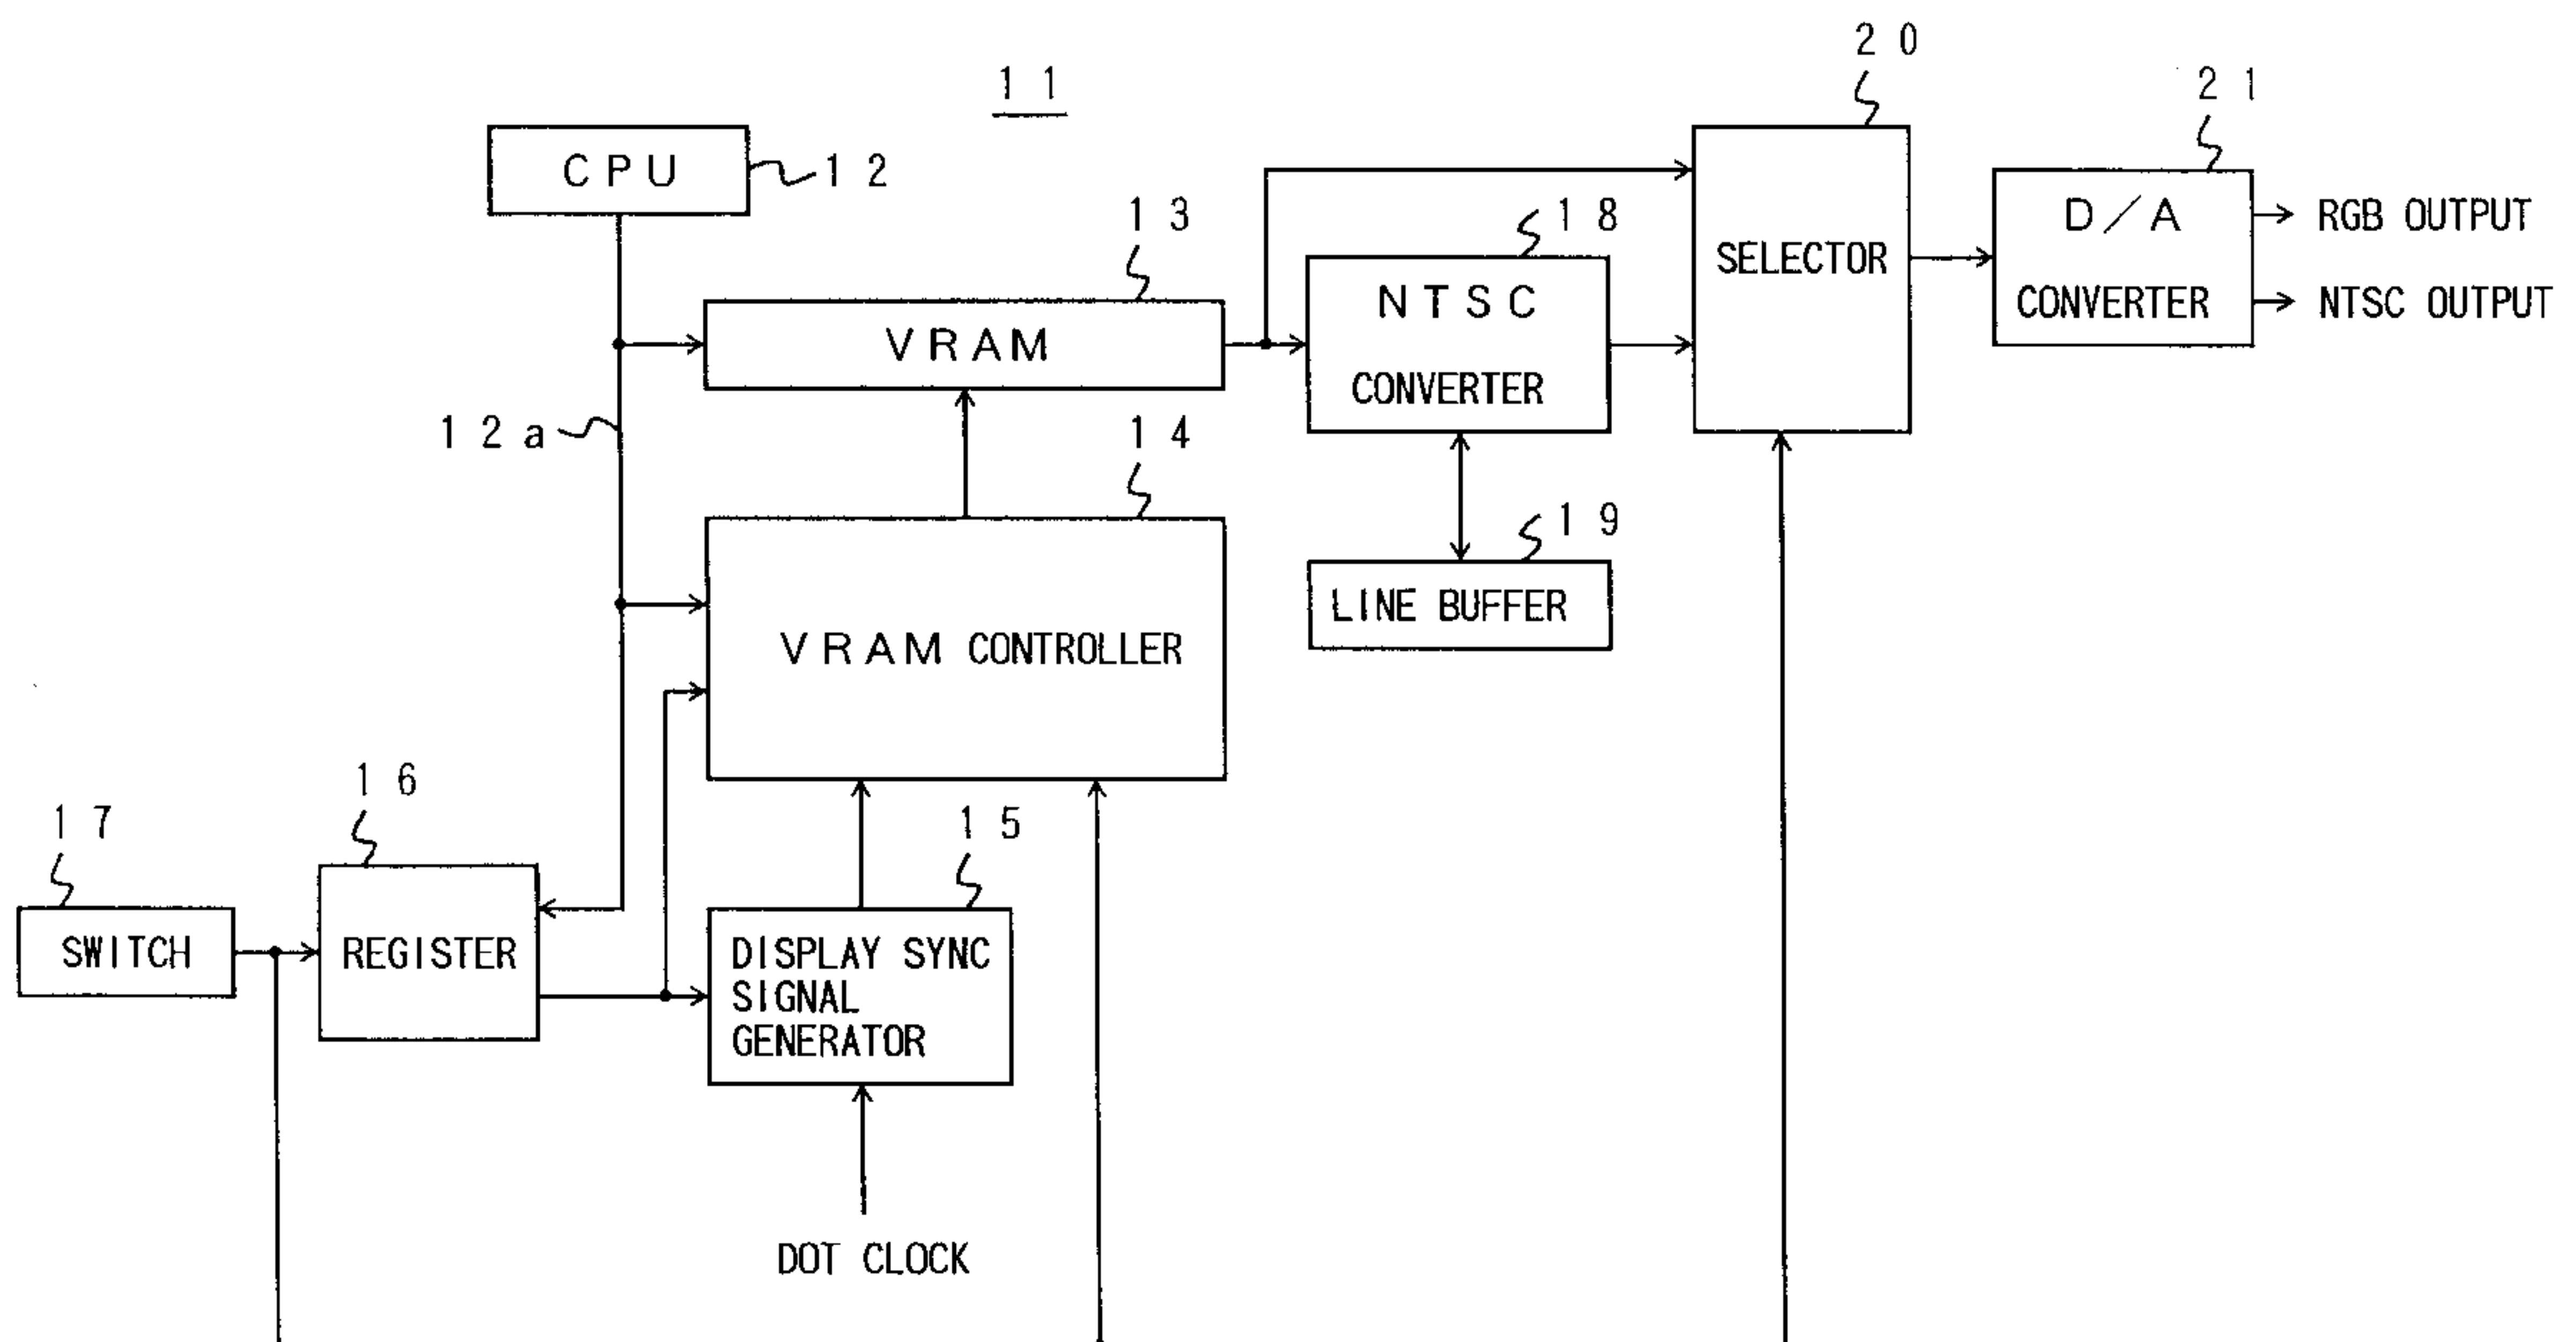 20
11
21
CPU
12
13
18
D/A
CONVERTER
RGB OUTPUT
NTSC OUTPUT
SELECTOR
NTSC
CONVERTER
VRAM
12a
14
19
LINE BUFFER
VRAM CONTROLLER
16
17
15
SWITCH
REGISTER
DISPLAY SYNC
SIGNAL
GENERATOR
DOT CLOCK